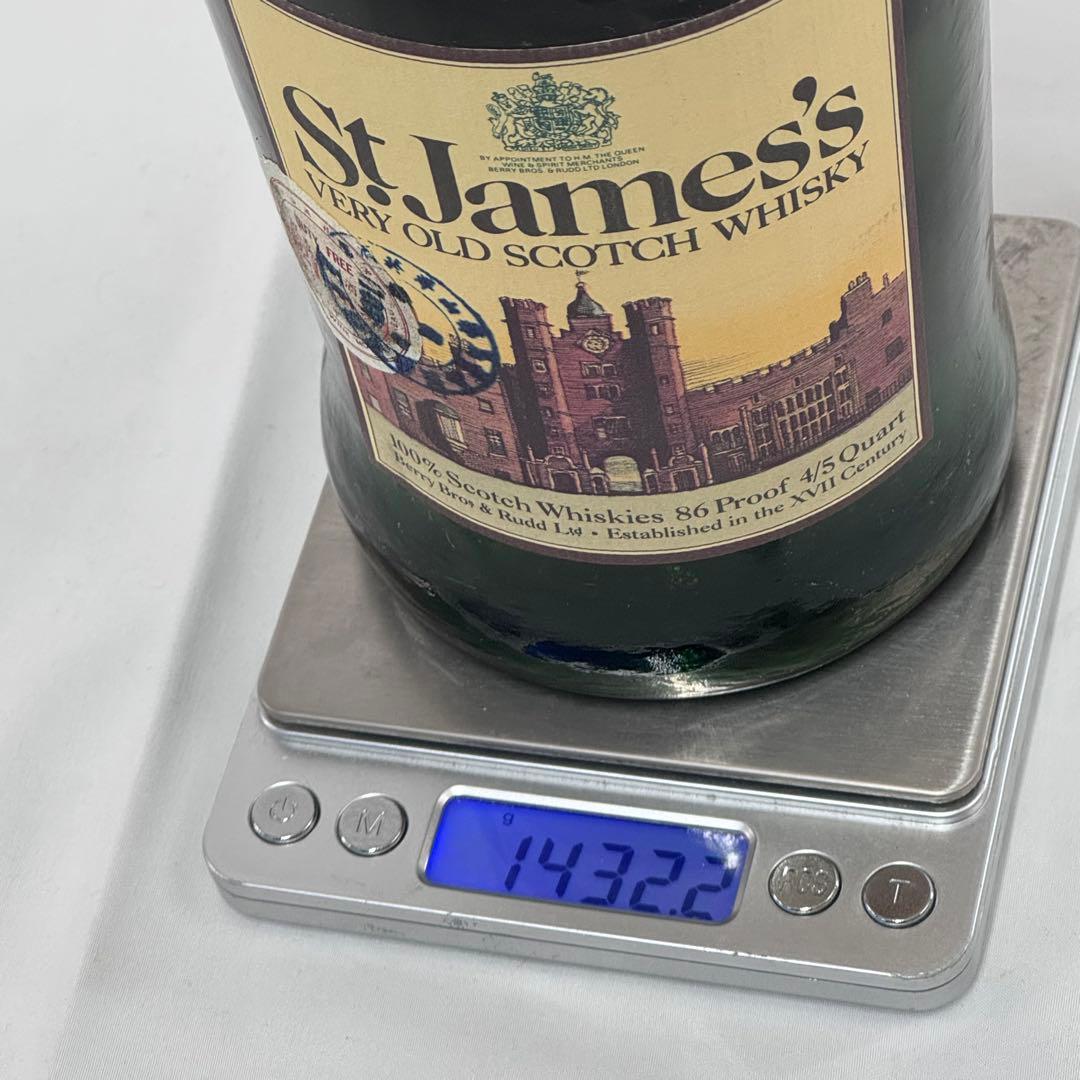 BY APPOINTMENT TO H.M. THE QUEEN
WINE & SPIRIT MERCHANTS
BERRY BROS. & RUDD LTD LONDON
St. James's
VERY OLD SCOTCH WHISKY
FREE
100% Scotch Whiskies 86 Proof 4/5 Quart
Berry Bros & Rudd Ltd • Established in the XVII Century
g
1432.2
M
PCS
T